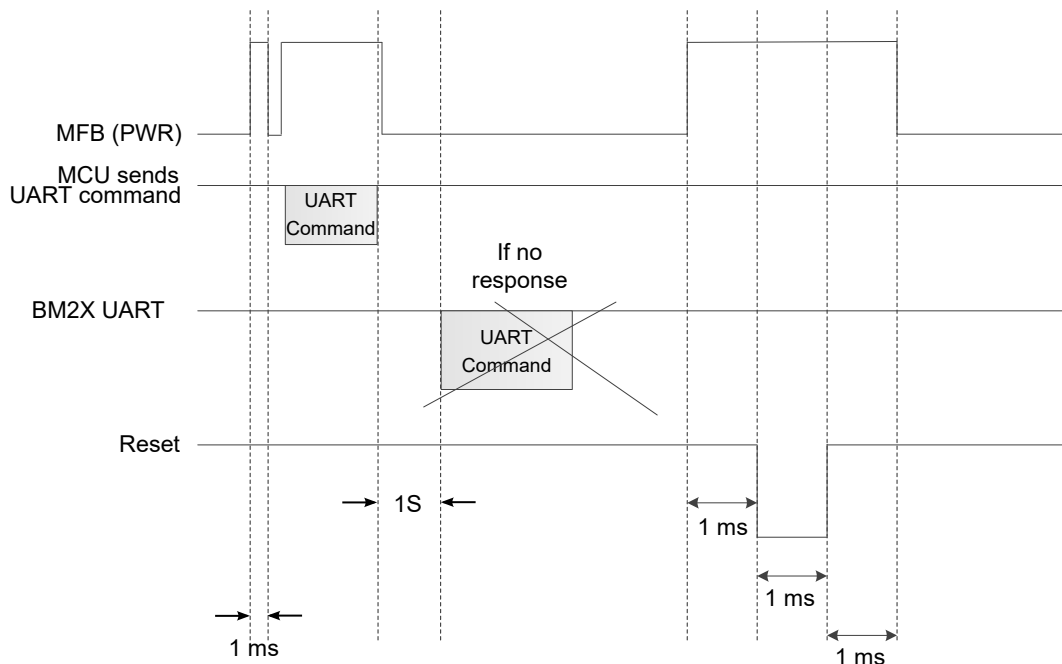 MFB (PWR)
MCU sends
UART command
UART
Command
If no
response
BM2X UART
UART
Command
Reset
1S
1 ms
1 ms
1 ms
1 ms